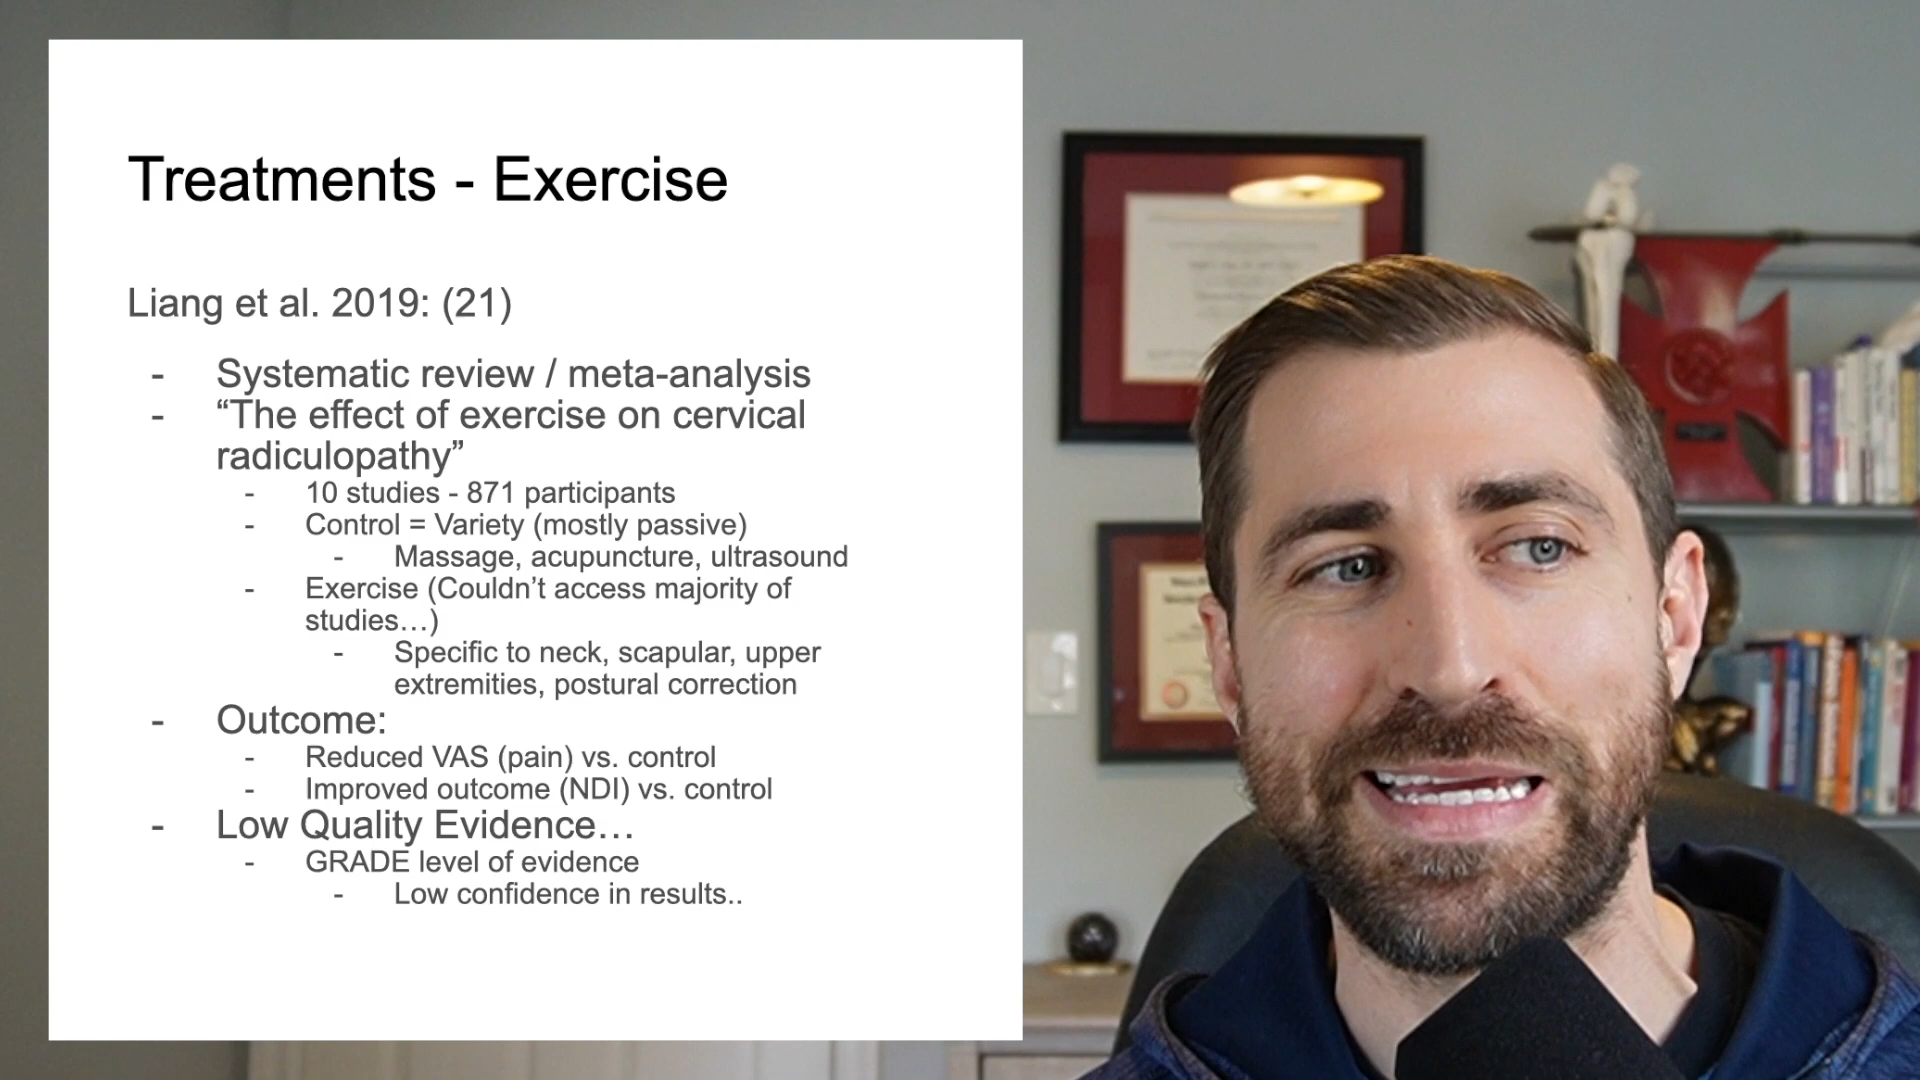 Treatments - Exercise
Liang et al. 2019: (21)
- Systematic review / meta-analysis
- “The effect of exercise on cervical
radiculopathy”
- 10 studies - 871 participants
- Control = Variety (mostly passive)
- Massage, acupuncture, ultrasound
- Exercise (Couldn’t access majority of
studies…)
- Specific to neck, scapular, upper
extremities, postural correction
- Outcome:
- Reduced VAS (pain) vs. control
- Improved outcome (NDI) vs. control
- Low Quality Evidence…
- GRADE level of evidence
- Low confidence in results..